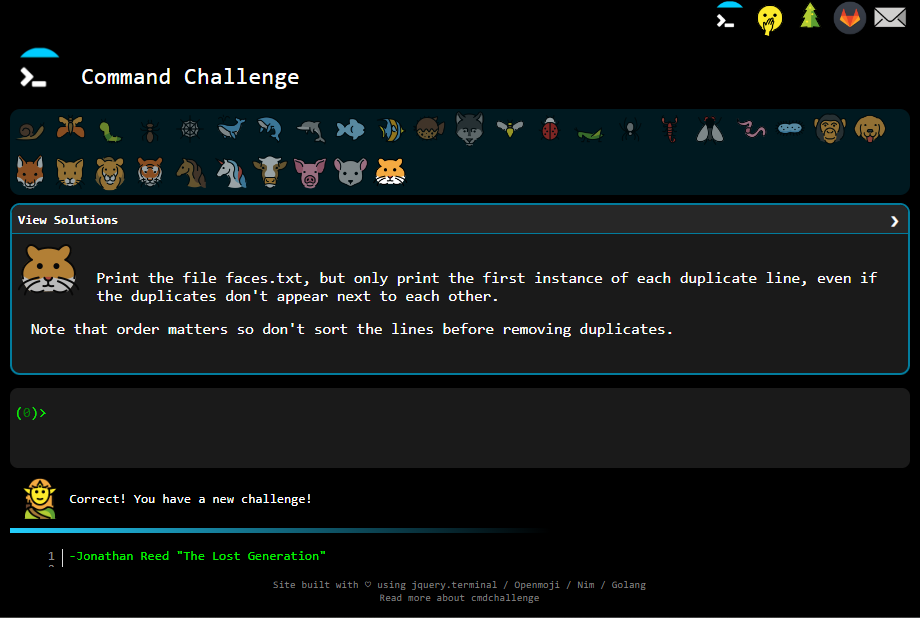 Command Challenge
View Solutions
Print the file faces.txt, but only print the first instance of each duplicate line, even if
the duplicates don't appear next to each other.
Note that order matters so don't sort the lines before removing duplicates.
(0)>
Correct! You have a new challenge!
1 -Jonathan Reed "The Lost Generation"
Site built with ♡ using jquery.terminal / Openmoji / Nim / Golang
Read more about cmdchallenge